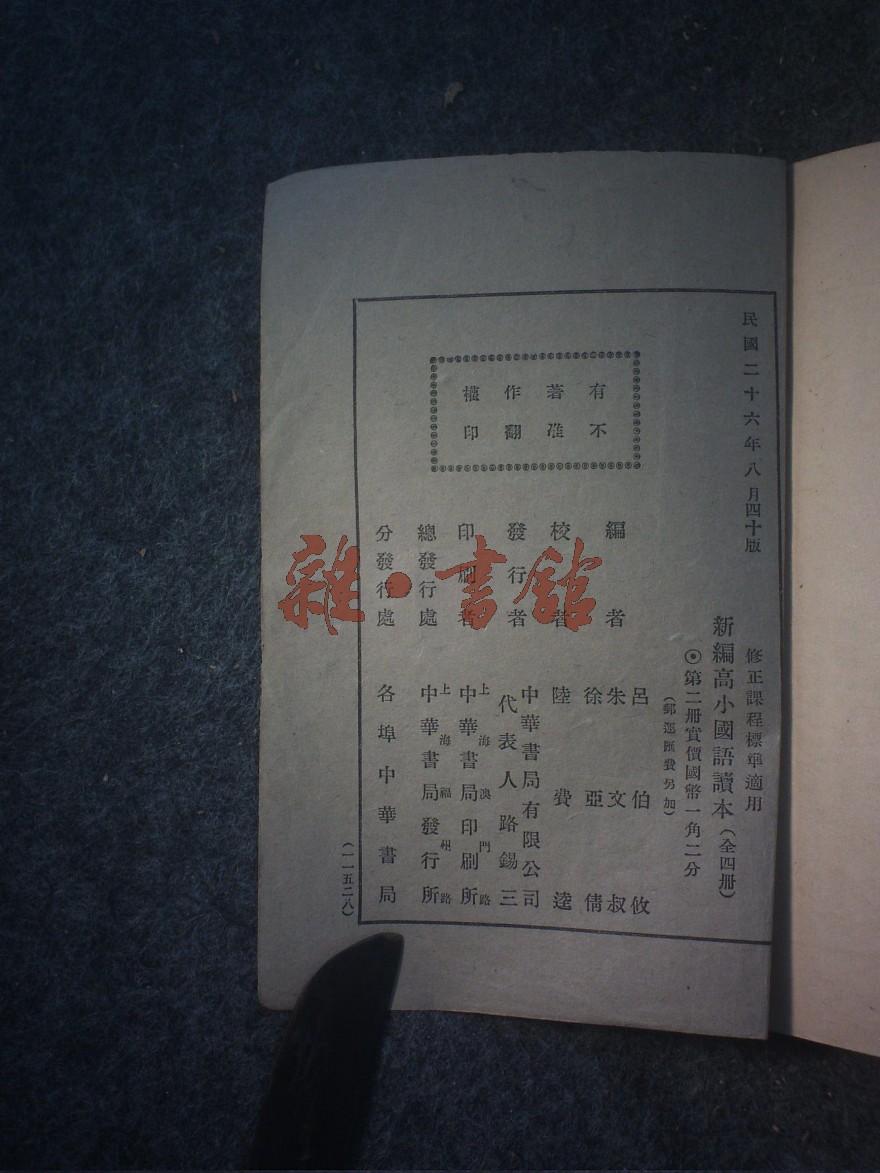 民國二十六年八月四十版
修正課程標準適用
新編高小國語讀本（全四册）
◉第二册實價國幣一角二分
（郵運匯費另加）
有著作權
不准翻印
編者
呂伯攸
朱文叔
徐亞倩
校者
陸費逵
發行者
中華書局有限公司
代表人路錫三
印刷者
上海澳門路
中華書局印刷所
總發行處
上海福州路
中華書局發行所
分發行處
各埠中華書局
（一一五二八）
雜·書館